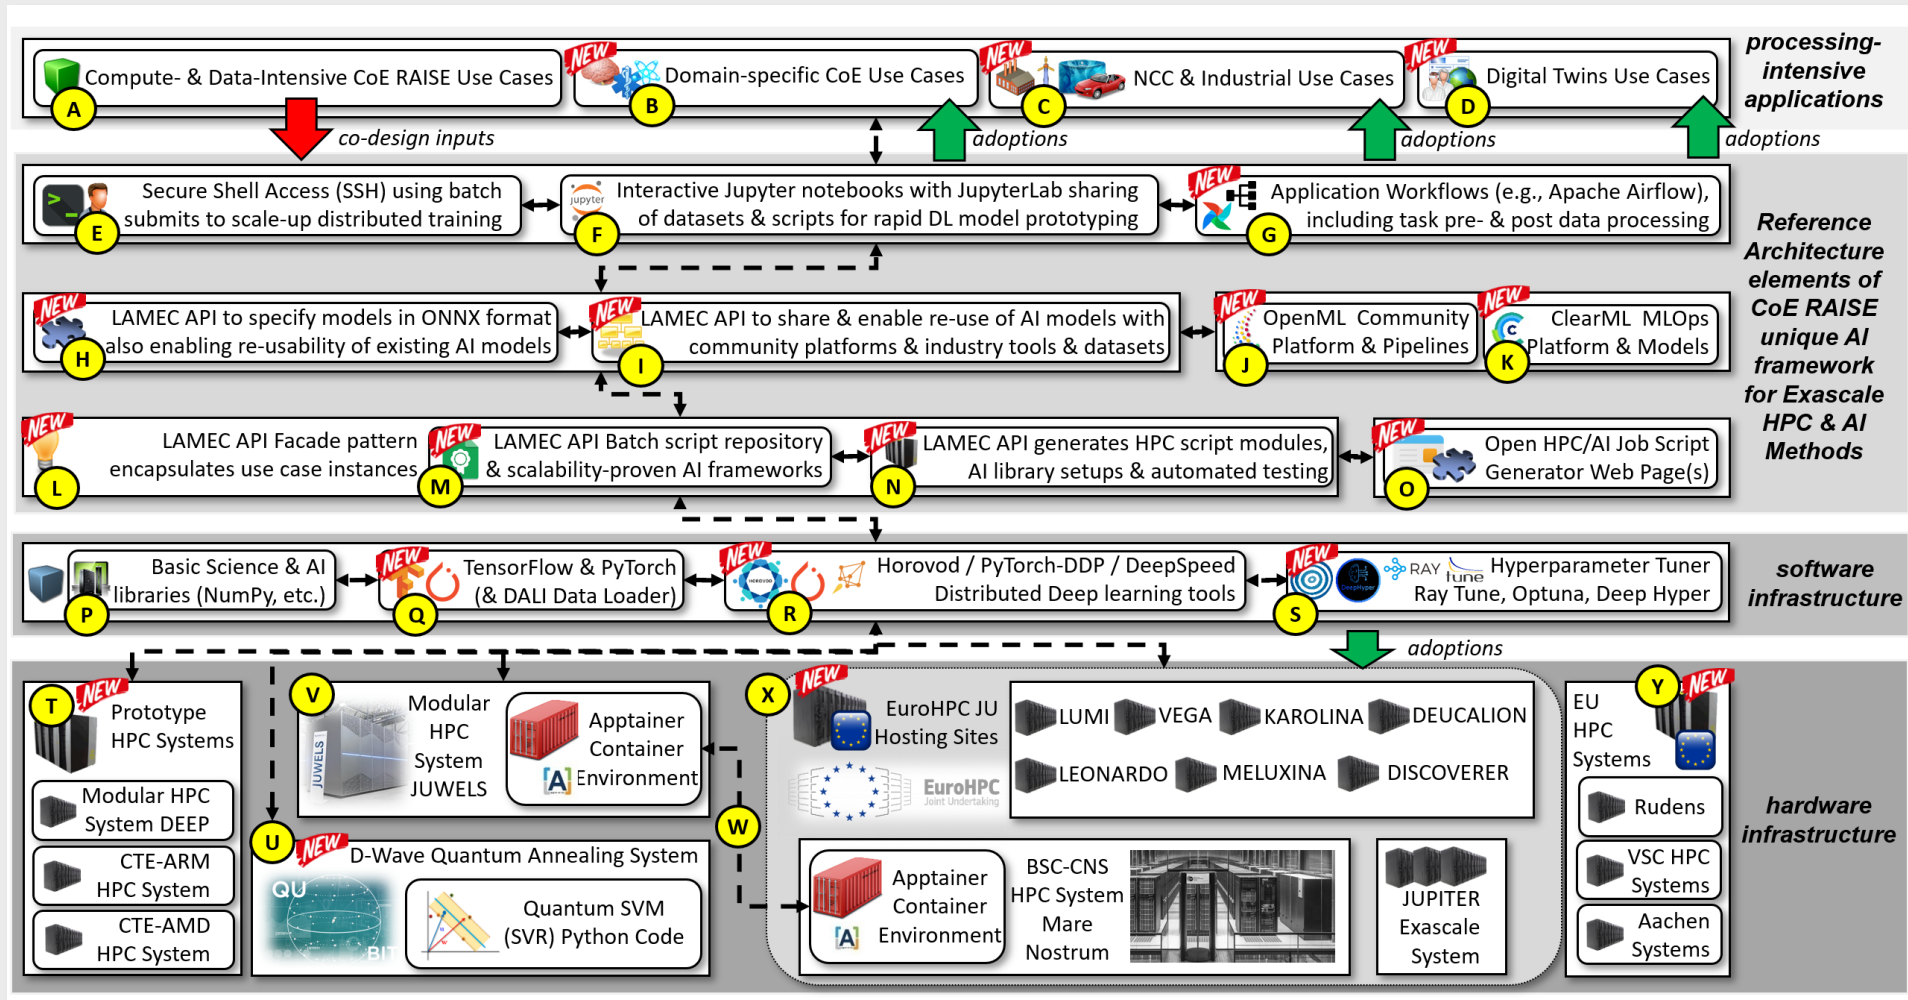 NEW
NEW
NEW
Compute- & Data-Intensive CoE RAISE Use Cases
Domain-specific CoE Use Cases
NCC & Industrial Use Cases
Digital Twins Use Cases
A
B
C
D
processing-
intensive
applications
co-design inputs
adoptions
adoptions
adoptions
NEW
>_
Secure Shell Access (SSH) using batch
submits to scale-up distributed training
E
jupyter
Interactive Jupyter notebooks with JupyterLab sharing
of datasets & scripts for rapid DL model prototyping
F
Application Workflows (e.g., Apache Airflow),
including task pre- & post data processing
G
Reference
Architecture
elements of
CoE RAISE
unique AI
framework
for Exascale
HPC & AI
Methods
NEW
LAMEC API to specify models in ONNX format
also enabling re-usability of existing AI models
H
NEW
LAMEC API to share & enable re-use of AI models with
community platforms & industry tools & datasets
I
NEW
OpenML Community
Platform & Pipelines
J
NEW
C
ClearML MLOps
Platform & Models
K
NEW
LAMEC API Facade pattern
encapsulates use case instances
L
NEW
LAMEC API Batch script repository
& scalability-proven AI frameworks
M
NEW
LAMEC API generates HPC script modules,
AI library setups & automated testing
N
NEW
Open HPC/AI Job Script
Generator Web Page(s)
O
Basic Science & AI
libraries (NumPy, etc.)
P
NEW
TensorFlow & PyTorch
(& DALI Data Loader)
Q
NEW
HOROVOD
Horovod / PyTorch-DDP / DeepSpeed
Distributed Deep learning tools
R
NEW
DeepHyper
RAY
tune
Hyperparameter Tuner
Ray Tune, Optuna, Deep Hyper
S
software
infrastructure
adoptions
T
NEW
Prototype
HPC Systems
Modular HPC
System DEEP
CTE-ARM
HPC System
CTE-AMD
HPC System
V
JUWELS
Modular
HPC
System
JUWELS
Apptainer
Container
Environment
[A]
U
NEW
D-Wave Quantum Annealing System
QU
BIT
Quantum SVM
(SVR) Python Code
W
X
NEW
EuroHPC JU
Hosting Sites
EuroHPC
Joint Undertaking
LUMI
VEGA
KAROLINA
DEUCALION
LEONARDO
MELUXINA
DISCOVERER
Apptainer
Container
Environment
[A]
BSC-CNS
HPC System
Mare
Nostrum
JUPITER
Exascale
System
Y
NEW
EU
HPC
Systems
Rudens
VSC HPC
Systems
Aachen
Systems
hardware
infrastructure